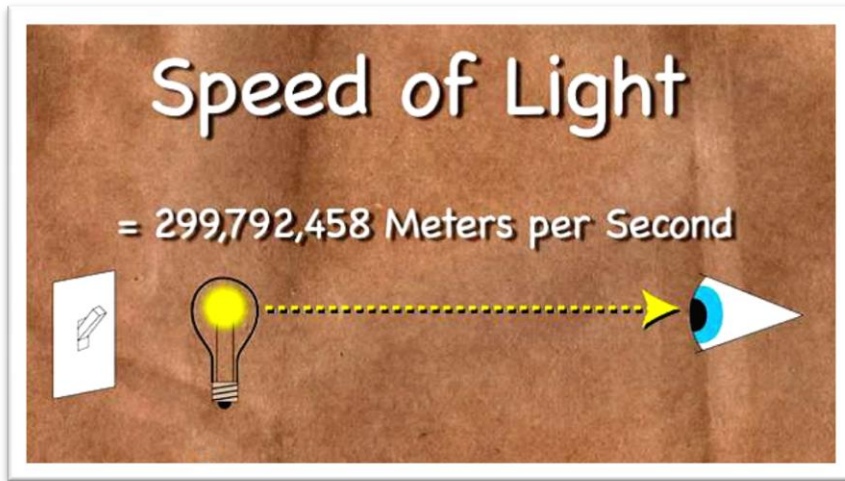 Speed of Light
= 299,792,458 Meters per Second